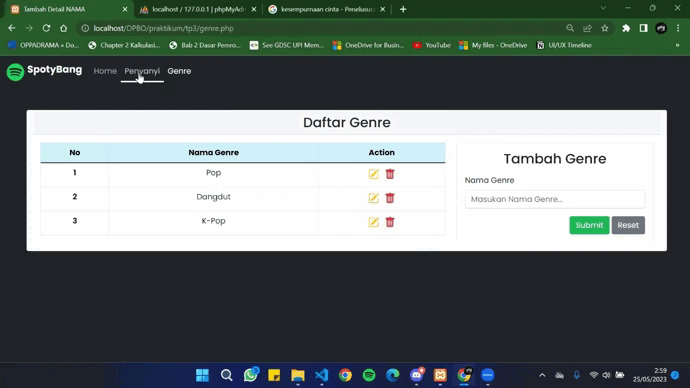 Tambah Detail NAMA
localhost / 127.0.0.1 | phpMyAd
kesempurnaan cinta - Penelusura
localhost/DPBO/praktikum/tp3/genre.php
OPPADRAMA » Do...
Chapter 2 Kalkulasi...
Bab 2 Dasar Pemro...
See GDSC UPI Mem...
OneDrive for Busin...
YouTube
My files - OneDrive
UI/UX Timeline
»
SpotyBang
Home
Penyanyi
Genre
Daftar Genre
No Nama Genre Action
1 Pop
2 Dangdut
3 K-Pop
Tambah Genre
Nama Genre
Masukan Nama Genre...
Submit Reset
2:59
25/05/2023